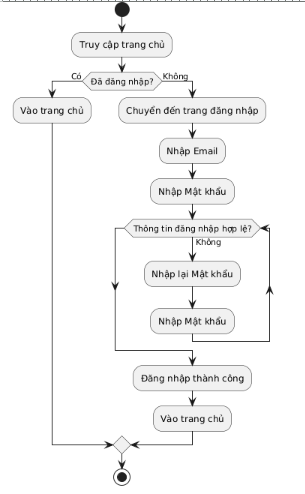 Truy cập trang chủ
Đã đăng nhập?
Có
Không
Vào trang chủ
Chuyển đến trang đăng nhập
Nhập Email
Nhập Mật khẩu
Thông tin đăng nhập hợp lệ?
Không
Nhập lại Mật khẩu
Nhập Mật khẩu
Đăng nhập thành công
Vào trang chủ